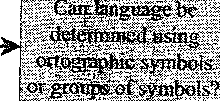 Can language be
determined using
ortographic symbols
or groups of symbols?